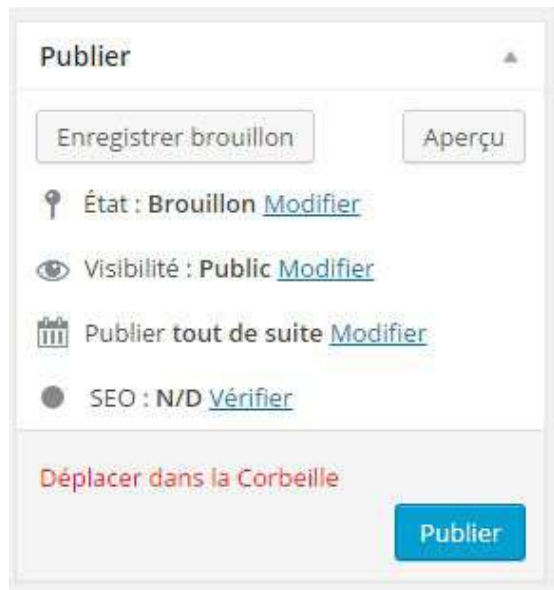 Publier
Enregistrer brouillon Aperçu
État : Brouillon Modifier
Visibilité : Public Modifier
Publier tout de suite Modifier
SEO : N/D Vérifier
Déplacer dans la Corbeille
Publier